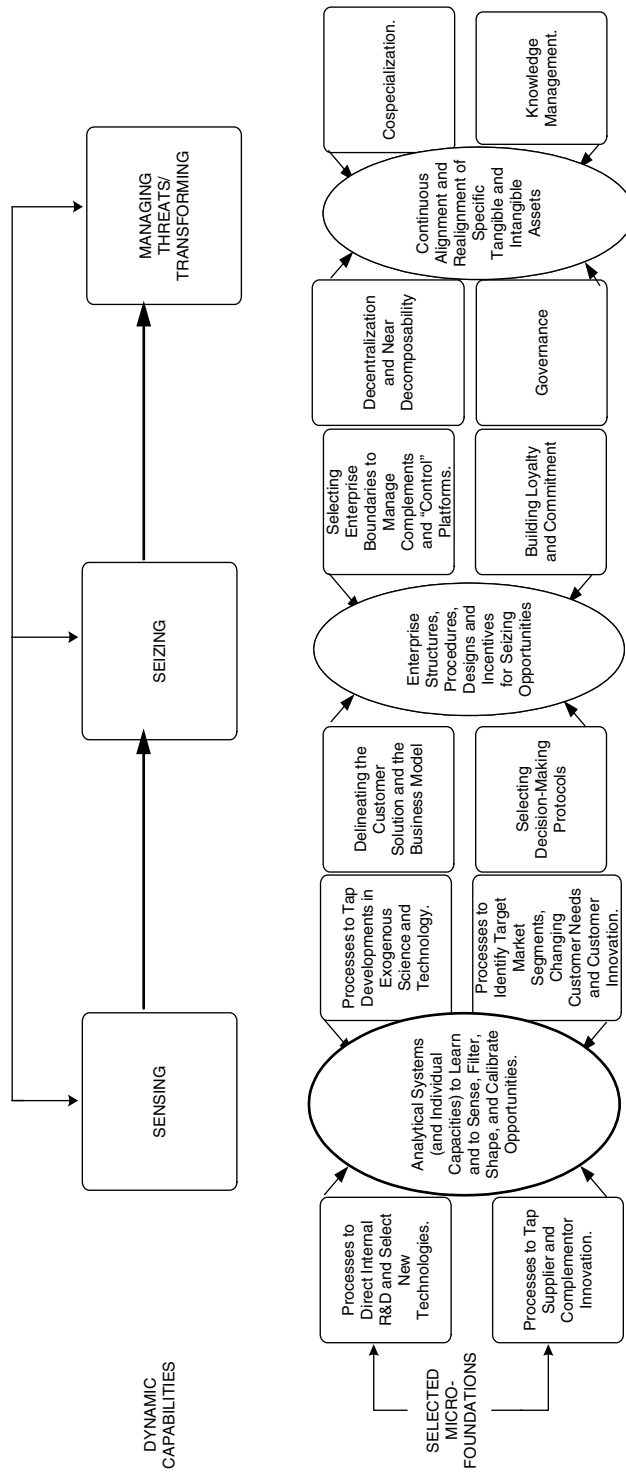 DYNAMIC
CAPABILITIES
SENSING
SEIZING
MANAGING
THREATS/
TRANSFORMING
SELECTED
MICRO-
FOUNDATIONS
Processes to
Direct Internal
R&D and Select
New
Technologies.
Processes to Tap
Supplier and
Complementor
Innovation.
Analytical Systems
(and Individual
Capacities) to Learn
and to Sense, Filter,
Shape, and Calibrate
Opportunities.
Processes to Tap
Developments in
Exogenous
Science and
Technology.
Processes to
Identify Target
Market
Segments,
Changing
Customer Needs
and Customer
Innovation.
Delineating the
Customer
Solution and the
Business Model
Selecting
Decision-Making
Protocols
Enterprise
Structures,
Procedures,
Designs and
Incentives
for Seizing
Opportunities
Selecting
Enterprise
Boundaries to
Manage
Complements
and “Control”
Platforms.
Building Loyalty
and Commitment
Decentralization
and Near
Decomposability
Governance
Continuous
Alignment and
Realignment of
Specific
Tangible and
Intangible
Assets
Cospecialization.
Knowledge
Management.